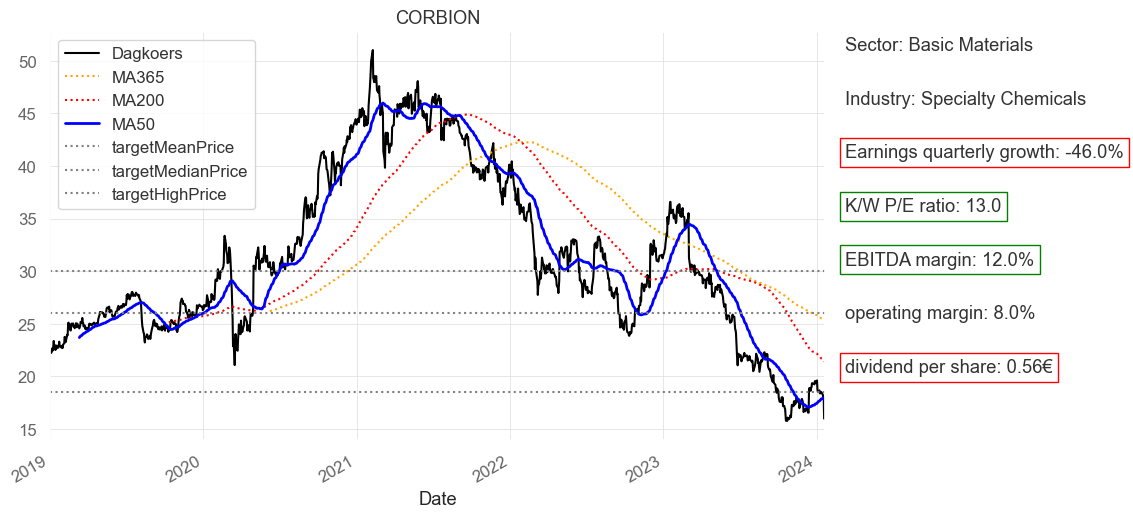 CORBION
Dagkoers
MA365
MA200
MA50
targetMeanPrice
targetMedianPrice
targetHighPrice
50
45
40
35
30
25
20
15
2019
2020
2021
2022
2023
2024
Date
Sector: Basic Materials
Industry: Specialty Chemicals
Earnings quarterly growth: -46.0%
K/W P/E ratio: 13.0
EBITDA margin: 12.0%
operating margin: 8.0%
dividend per share: 0.56€